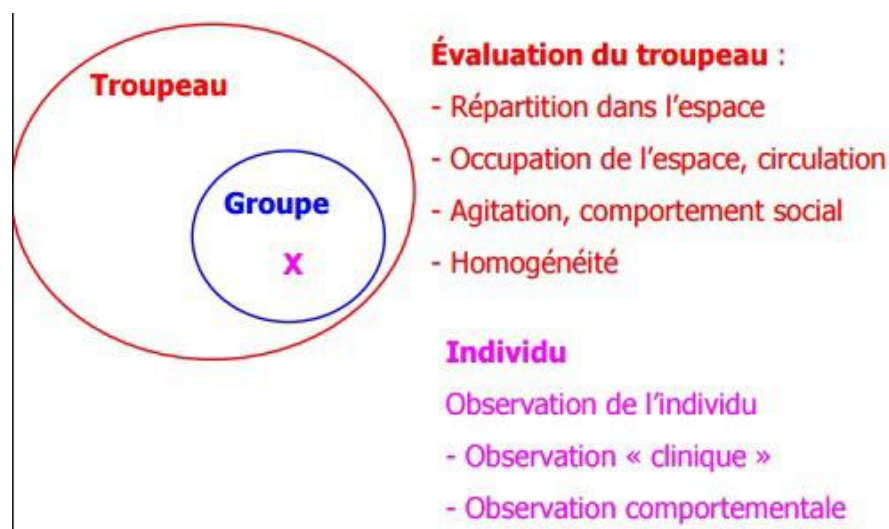 Troupeau
Groupe
X
Évaluation du troupeau :
- Répartition dans l’espace
- Occupation de l’espace, circulation
- Agitation, comportement social
- Homogénéité
Individu
Observation de l’individu
- Observation « clinique »
- Observation comportementale